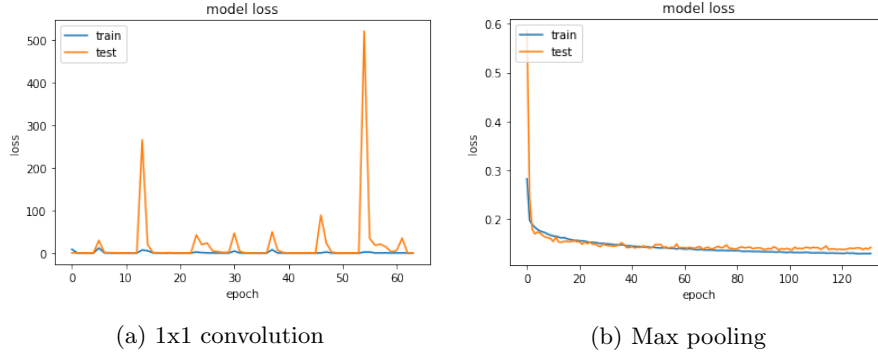 model loss
train
test
500
400
300
200
100
0
loss
0
10
20
30
40
50
60
epoch
(a) 1x1 convolution
model loss
train
test
0.6
0.5
0.4
0.3
0.2
loss
0
20
40
60
80
100
120
epoch
(b) Max pooling